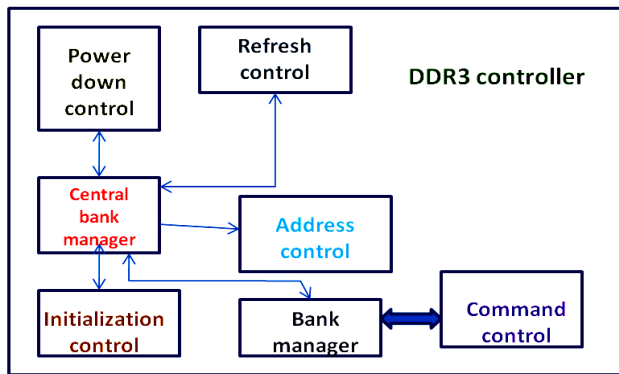 Power
down
control
Refresh
control
DDR3 controller
Central
bank
manager
Address
control
Initialization
control
Bank
manager
Command
control